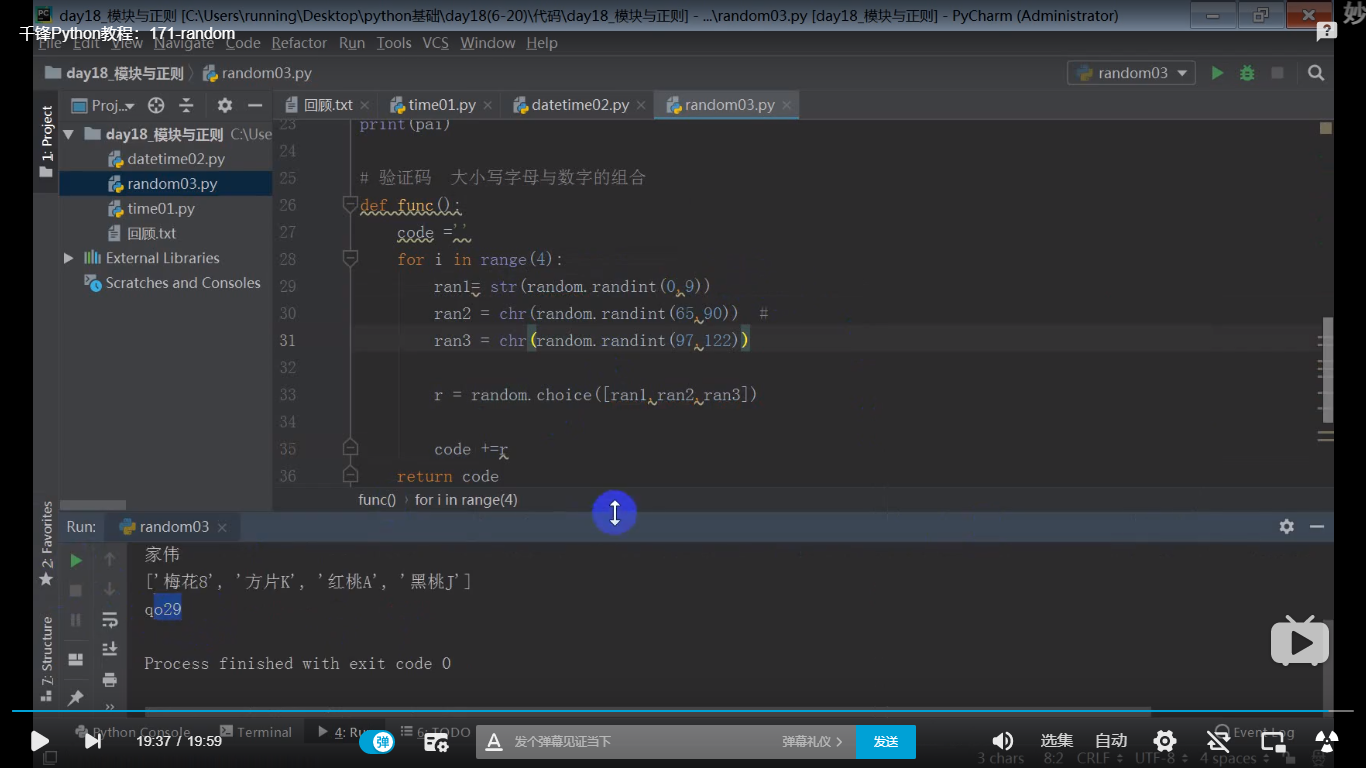 day18_模块与正则 [C:\Users\running\Desktop\python基础\day18(6-20)\代码\day18_模块与正则] - ...\random03.py [day18_模块与正则] - PyCharm (Administrator)
千锋Python教程：171-random
File Edit View Navigate Code Refactor Run Tools VCS Window Help
day18_模块与正则 random03.py random03
1: Project
Proj... 回顾.txt time01.py datetime02.py random03.py
day18_模块与正则 C:\Use
datetime02.py
random03.py
time01.py
回顾.txt
External Libraries
Scratches and Consoles
23 print(pai)
24
25 # 验证码 大小写字母与数字的组合
26 def func():
27 code =''
28 for i in range(4):
29 ran1= str(random.randint(0,9))
30 ran2 = chr(random.randint(65,90)) #
31 ran3 = chr(random.randint(97,122))
32
33 r = random.choice([ran1,ran2,ran3])
34
35 code +=r
36 return code
func() for i in range(4)
2: Favorites
7: Structure
Run: random03
家伟
['梅花8', '方片K', '红桃A', '黑桃J']
qo29
Process finished with exit code 0
Python Console Terminal 4: Ru 6: TODO Event Log
19:37 / 19:59 弹 发个弹幕见证当下 弹幕礼仪 发送 选集 自动
3 chars 8:2 CRLF UTF-8 4 spaces
妙